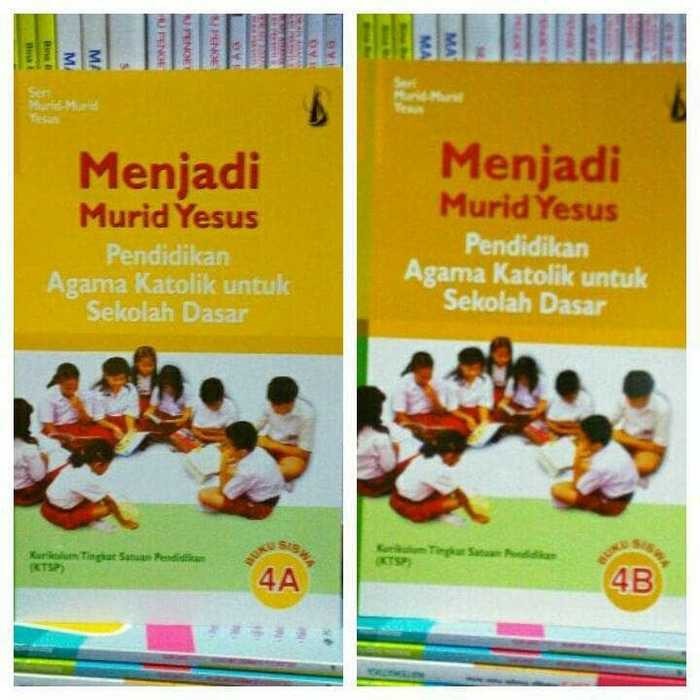 Seri
Murid-Murid
Yesus
Menjadi
Murid Yesus
Pendidikan
Agama Katolik untuk
Sekolah Dasar
Kurikulum Tingkat Satuan Pendidikan
(KTSP)
BUKU SISWA
4A
Seri
Murid-Murid
Yesus
Menjadi
Murid Yesus
Pendidikan
Agama Katolik untuk
Sekolah Dasar
Kurikulum Tingkat Satuan Pendidikan
(KTSP)
BUKU SISWA
4B